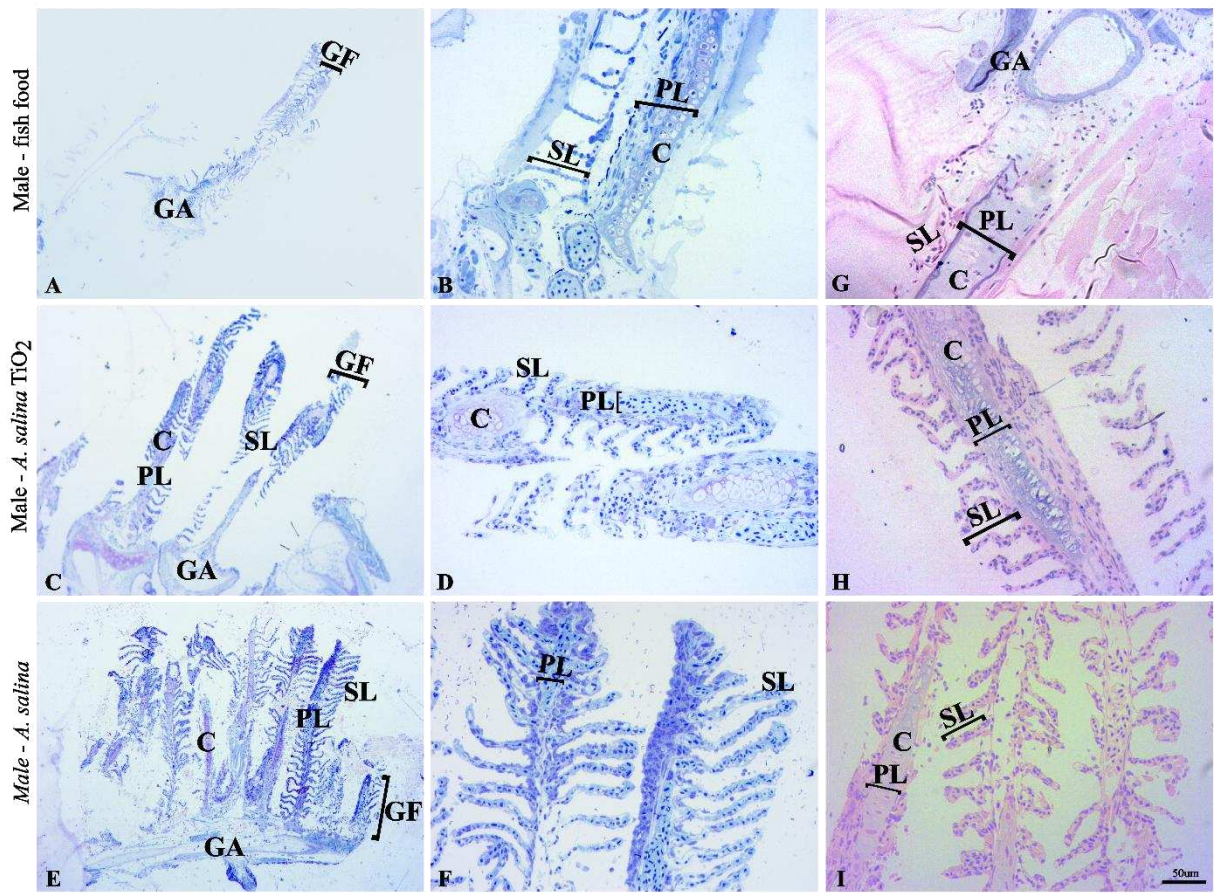 Male - fish food
GF
GA
A
PL
SL
C
B
GA
SL
PL
C
G
Male - A. salina TiO₂
GF
C
SL
PL
GA
C
SL
PL
C
D
C
PL
SL
H
Male - A. salina
SL
PL
C
GF
GA
E
PL
SL
F
SL
C
PL
I
50um